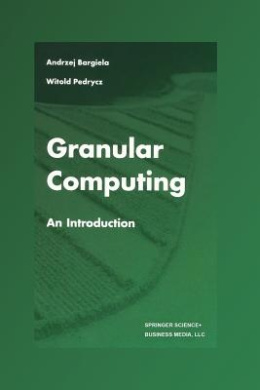 Andrzej Bargiela
Witold Pedrycz
Granular
Computing
An Introduction
SPRINGER SCIENCE+
BUSINESS MEDIA, LLC